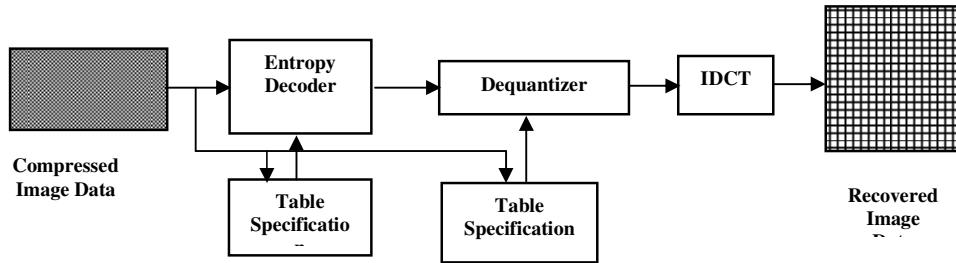 Entropy
Decoder
Dequantizer
IDCT
Compressed
Image Data
Table
Specificatio
Table
Specification
Recovered
Image